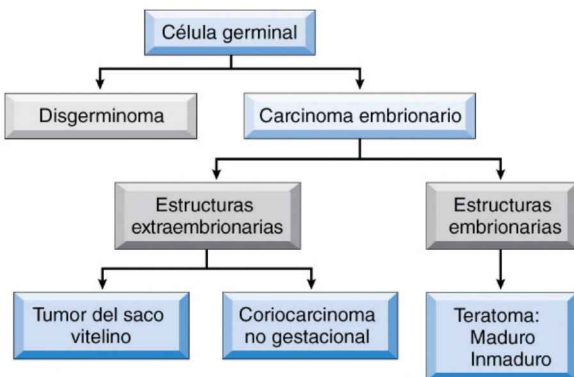 Célula germinal
Disgerminoma
Carcinoma embrionario
Estructuras
extraembrionarias
Estructuras
embrionarias
Tumor del saco
vitelino
Coriocarcinoma
no gestacional
Teratoma:
Maduro
Inmaduro